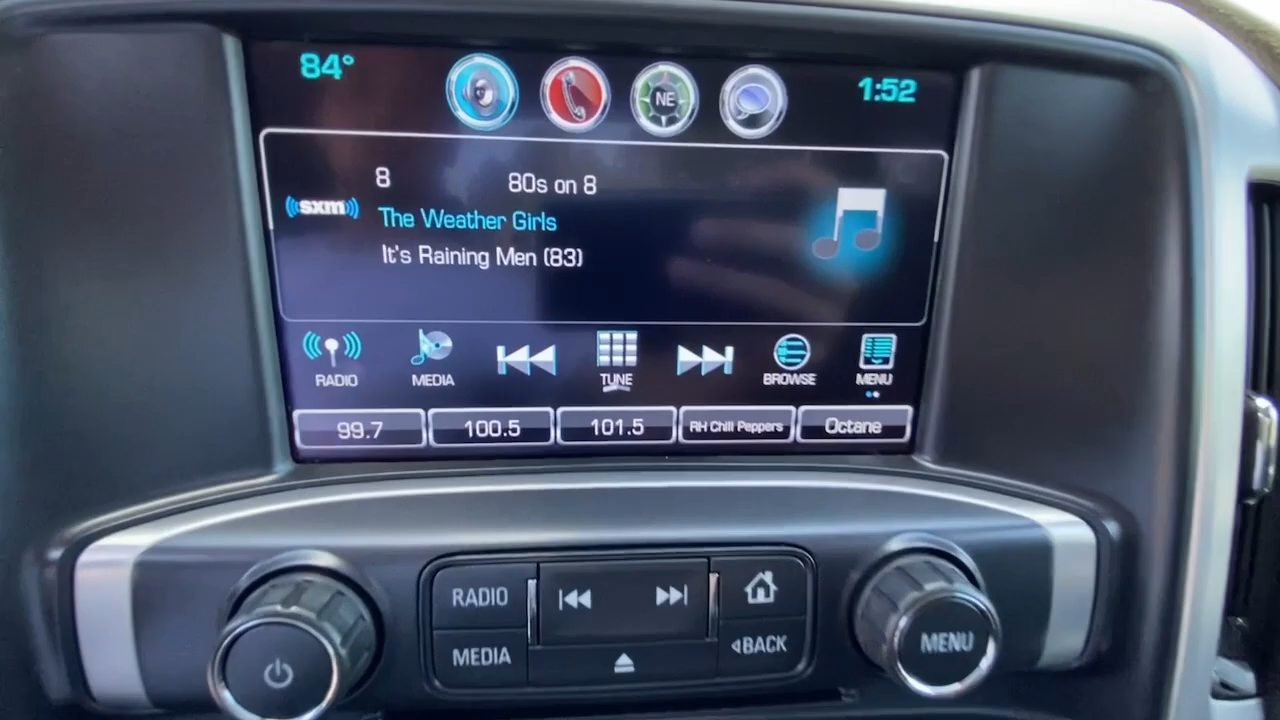 84°
NE
1:52
8 80s on 8
sxm
The Weather Girls
It's Raining Men (83)
RADIO MEDIA TUNE BROWSE MENU
99.7 100.5 101.5 RH Chili Peppers Octane
RADIO
MEDIA
BACK
MENU